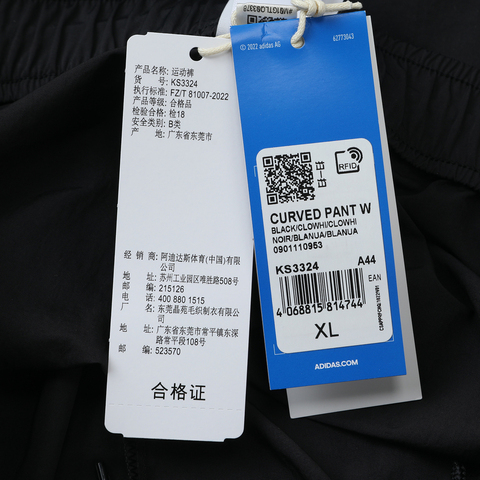 #MB1GTLQB3378
© 2022 adidas AG
62773043
产品名称: 运动裤
货 号: KS3324
执行标准: FZ/T 81007-2022
产品等级: 合格品
检验合格: 检18
安全类别: B类
产 地: 广东省东莞市
经 销 商: 阿迪达斯体育(中国)有限
公司
地 址: 苏州工业园区唯胜路508号
邮 编: 215126
电 话: 400 880 1515
厂 名: 东莞晶苑毛织制衣有限公
司
地 址: 广东省东莞市常平镇东深
路常平段108号
邮 编: 523570
合格证
RFID
CURVED PANT W
BLACK/CLOWHI/CLOWHI
NOIR/BLANUA/BLANUA
0901110953
KS3324 A44
EAN
4 068815 814744
XL
ADIDAS.COM